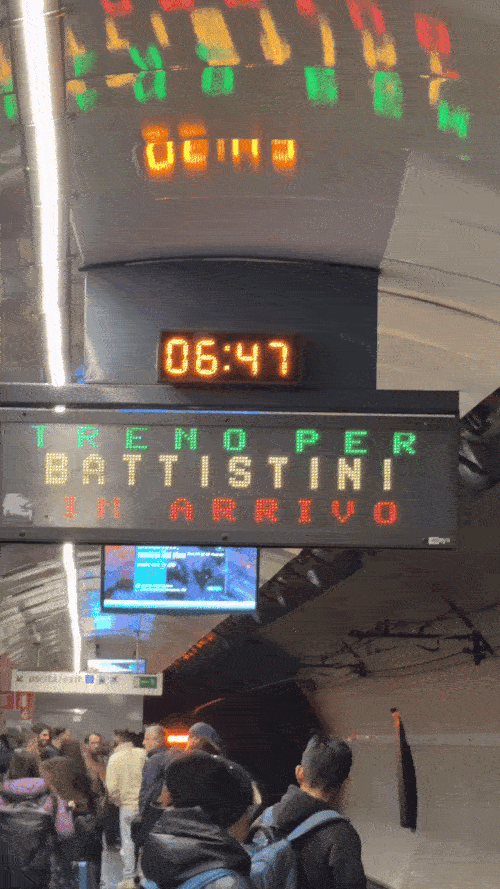 06:47
TRENO PER
BATTISTINI
IN ARRIVO